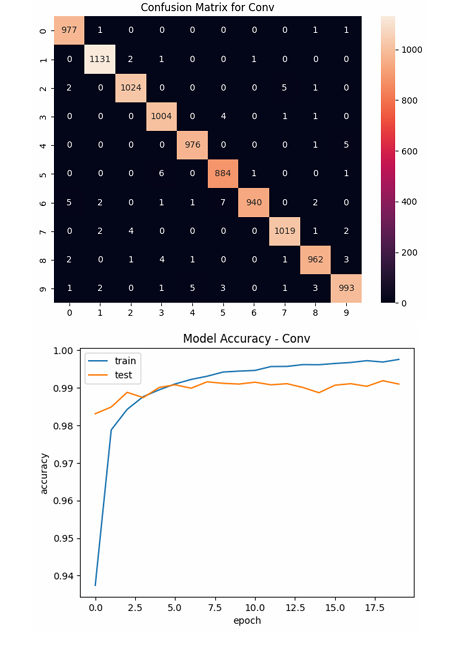 Confusion Matrix for Conv
0 977 1 0 0 0 0 0 0 1 1
1 0 1131 2 1 0 0 1 0 0 0
2 2 0 1024 0 0 0 0 5 1 0
3 0 0 0 1004 0 4 0 1 1 0
4 0 0 0 0 976 0 0 0 1 5
5 0 0 0 6 0 884 1 0 0 1
6 5 2 0 1 1 7 940 0 2 0
7 0 2 4 0 0 0 0 1019 1 2
8 2 0 1 4 1 0 0 1 962 3
9 1 2 0 1 5 3 0 1 3 993
0 1 2 3 4 5 6 7 8 9
1000
800
600
400
200
0
Model Accuracy - Conv
train
test
1.00
0.99
0.98
0.97
0.96
0.95
0.94
accuracy
0.0 2.5 5.0 7.5 10.0 12.5 15.0 17.5
epoch